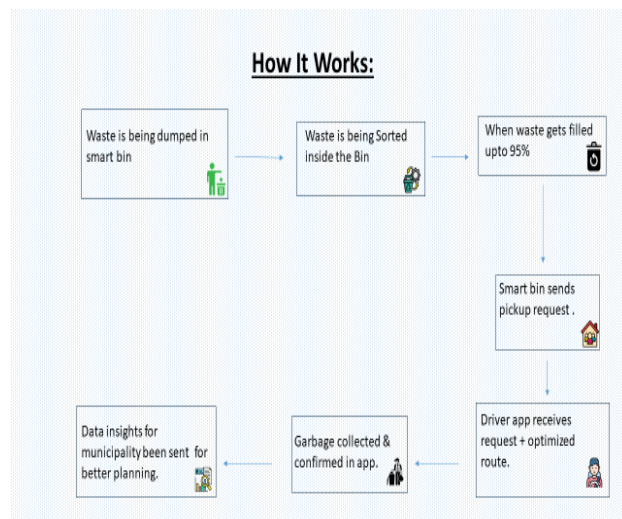 How It Works:
Waste is being dumped in
smart bin
Waste is being Sorted
inside the Bin
When waste gets filled
upto 95%
Smart bin sends
pickup request .
Driver app receives
request + optimized
route.
Garbage collected &
confirmed in app.
Data insights for
municipality been sent for
better planning.